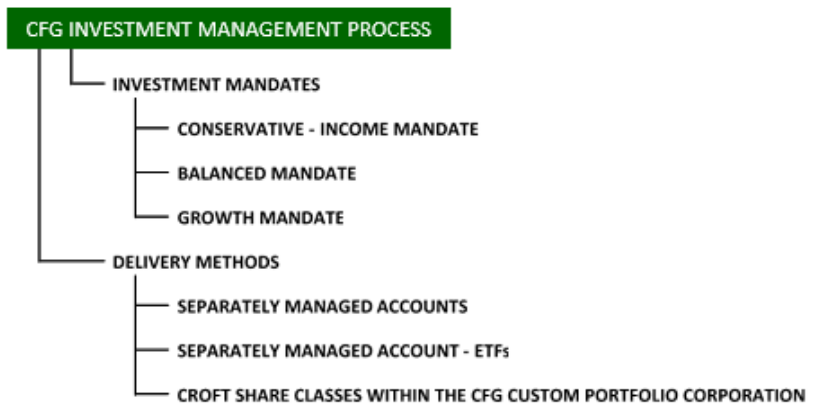 CFG INVESTMENT MANAGEMENT PROCESS
INVESTMENT MANDATES
CONSERVATIVE - INCOME MANDATE
BALANCED MANDATE
GROWTH MANDATE
DELIVERY METHODS
SEPARATELY MANAGED ACCOUNTS
SEPARATELY MANAGED ACCOUNT - ETFs
CROFT SHARE CLASSES WITHIN THE CFG CUSTOM PORTFOLIO CORPORATION